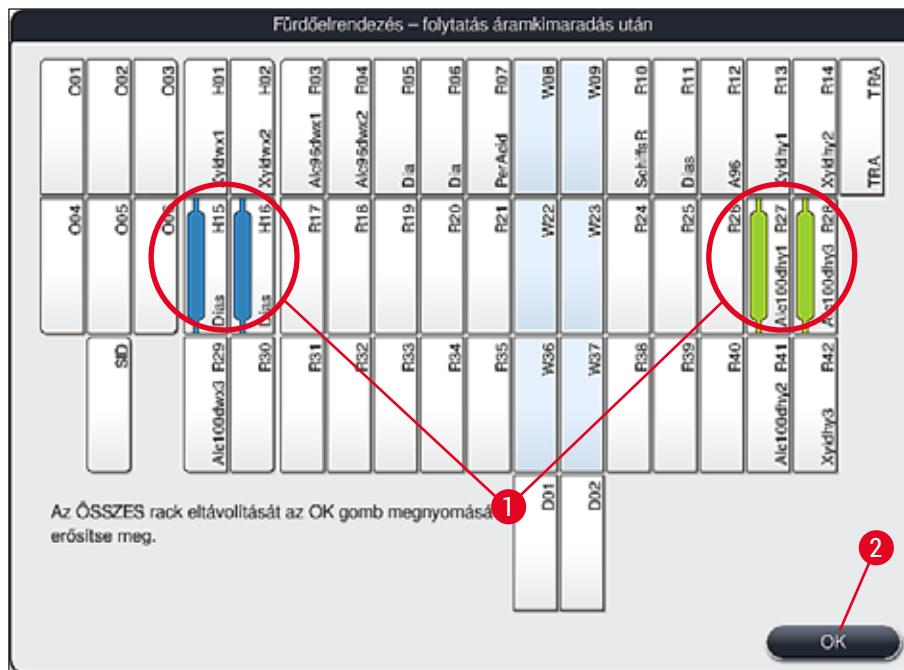 Fürdőelrendezés – folytatás áramkimaradás után
O01 O02 O03 H01 H02 R03 R04 R05 R06 R07 W08 W09 R10 R11 R12 R13 R14 TRA
Xyldwx1 Xyldwx2 Alc96dwx1 Alc96dwx2 Dia Dia PerAcid SchiffsR Dias A96 Xyldhy1 Xyldhy2 TRA
O04 O05 O06 H15 H16 R17 R18 R19 R20 R21 W22 W23 R24 R25 R26 R27 R28
Dias Dias Alc100dhy1 Alc100dhy3
SID R29 R30 R31 R32 R33 R34 R35 W36 W37 R38 R39 R40 R41 R42
Alc100dwx3 Alc100dhy2 Xyldhy3
D01 D02
Az ÖSSZES rack eltávolítását az OK gomb megnyomásá
erősítse meg.
1
2
OK